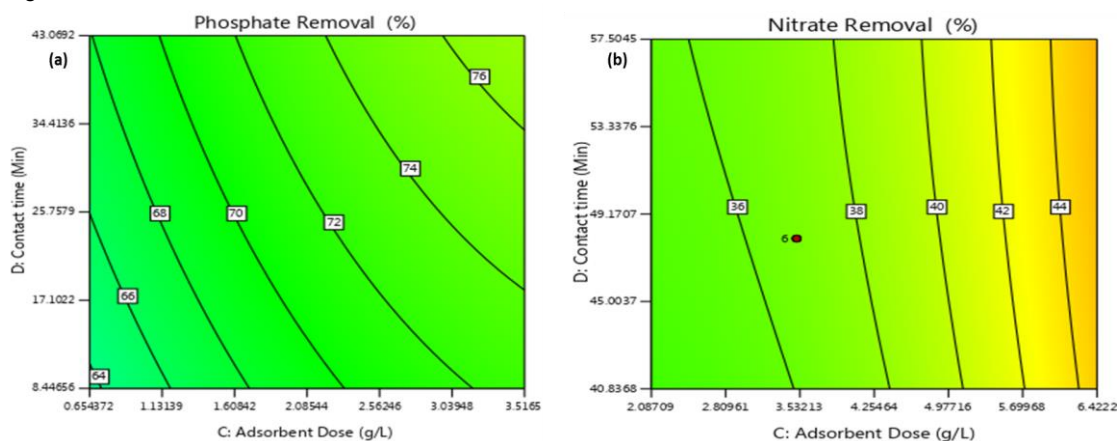 Phosphate Removal (%)
(a)
43.0692
34.4136
25.7579
17.1022
8.44656
D: Contact time (Min)
76
74
72
70
68
66
64
0.654872 1.13139 1.60842 2.08544 2.56246 3.03948 3.5165
C: Adsorbent Dose (g/L)
Nitrate Removal (%)
(b)
57.5045
53.3376
49.1707
45.0037
40.8368
D: Contact time (Min)
36 38 40 42 44
6
2.08709 2.80961 3.53213 4.25464 4.97716 5.69968 6.4222
C: Adsorbent Dose (g/L)